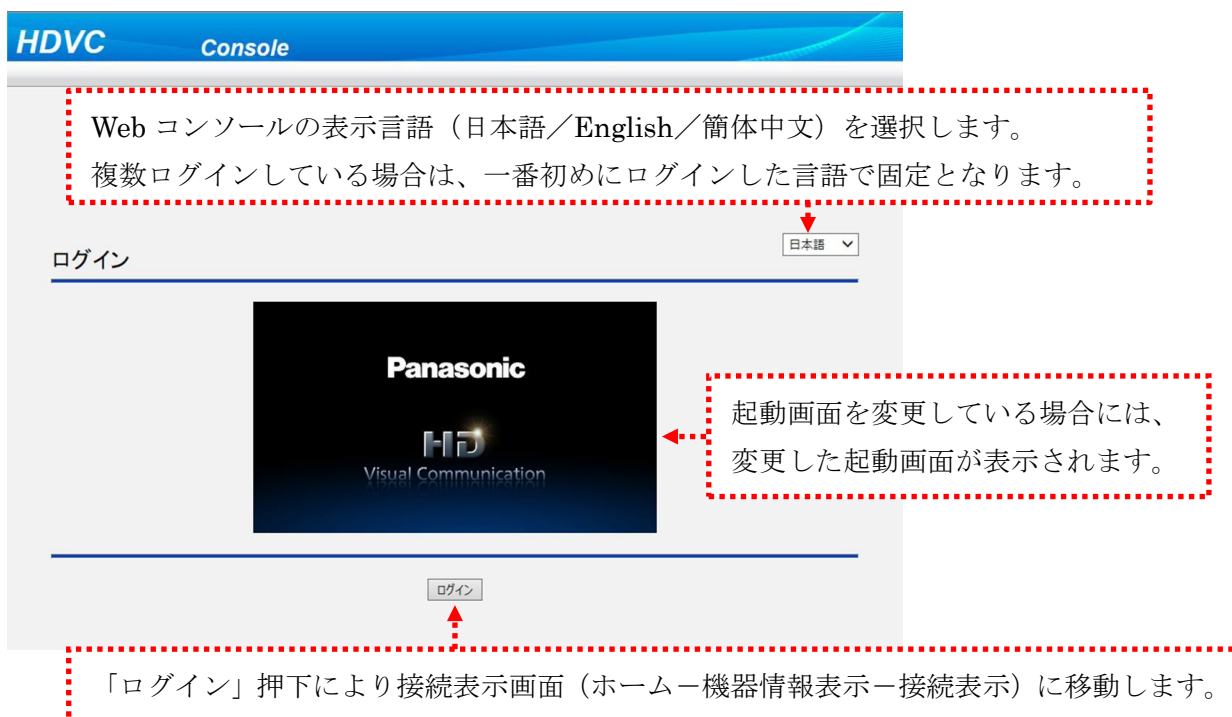 HDVC Console
Web コンソールの表示言語（日本語／English／簡体中文）を選択します。
複数ログインしている場合は、一番初めにログインした言語で固定となります。
日本語
ログイン
Panasonic
HD
Visual Communication
起動画面を変更している場合には、
変更した起動画面が表示されます。
ログイン
「ログイン」押下により接続表示画面（ホーム－機器情報表示－接続表示）に移動します。